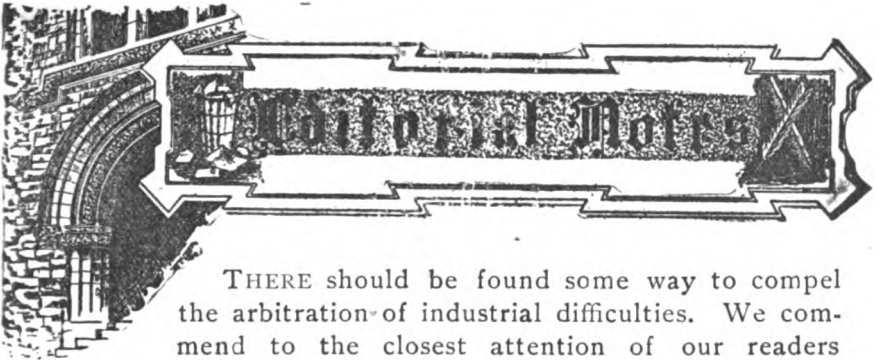 Editorial Notes
THERE should be found some way to compel
the arbitration of industrial difficulties. We com-
mend to the closest attention of our readers